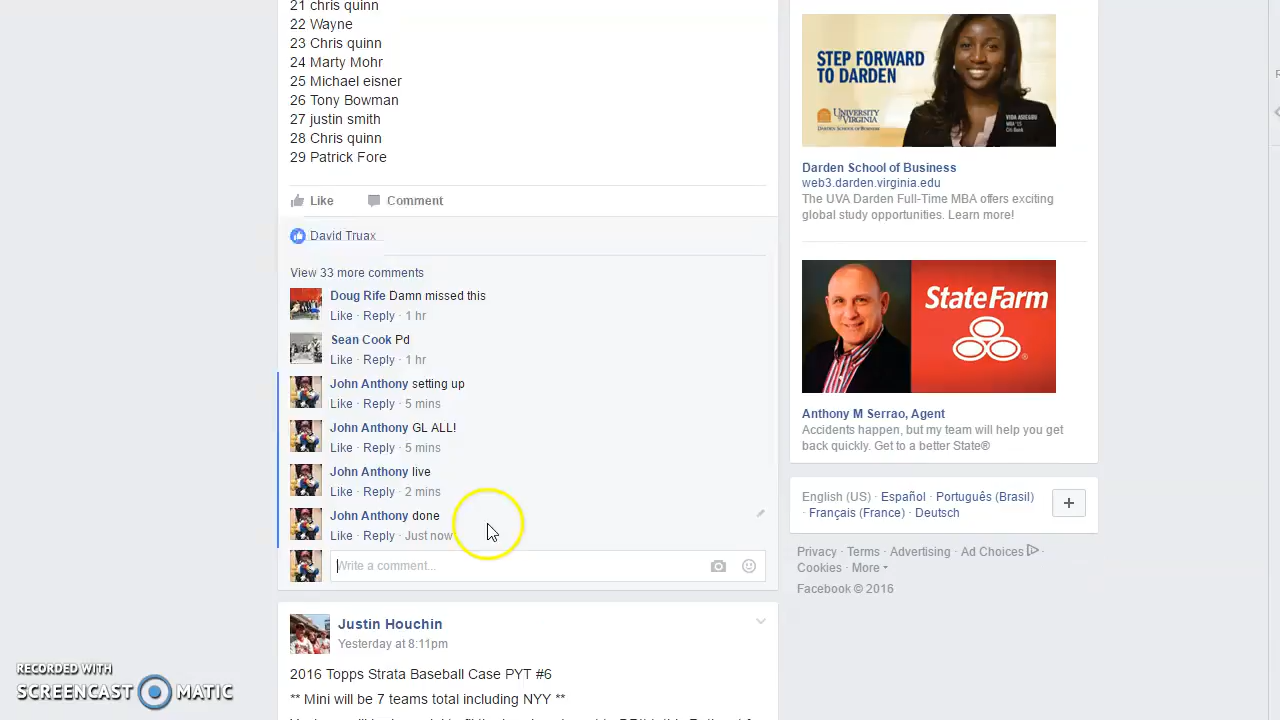 21 chris quinn
22 Wayne
23 Chris quinn
24 Marty Mohr
25 Michael eisner
26 Tony Bowman
27 justin smith
28 Chris quinn
29 Patrick Fore
Like Comment
David Truax
View 33 more comments
Doug Rife Damn missed this
Like · Reply · 1 hr
Sean Cook Pd
Like · Reply · 1 hr
John Anthony setting up
Like · Reply · 5 mins
John Anthony GL ALL!
Like · Reply · 5 mins
John Anthony live
Like · Reply · 2 mins
John Anthony done
Like · Reply · Just now
Write a comment...
Justin Houchin
Yesterday at 8:11pm
2016 Topps Strata Baseball Case PYT #6
** Mini will be 7 teams total including NYY **
STEP FORWARD
TO DARDEN
UNIVERSITY
VIRGINIA
DARDEN SCHOOL OF BUSINESS
Darden School of Business
web3.darden.virginia.edu
The UVA Darden Full-Time MBA offers exciting
global study opportunities. Learn more!
StateFarm
Anthony M Serrao, Agent
Accidents happen, but my team will help you get
back quickly. Get to a better State®
English (US) · Español · Português (Brasil)
· Français (France) · Deutsch
+
Privacy · Terms · Advertising · Ad Choices ·
Cookies · More
Facebook © 2016
RECORDED WITH
SCREENCAST MATIC